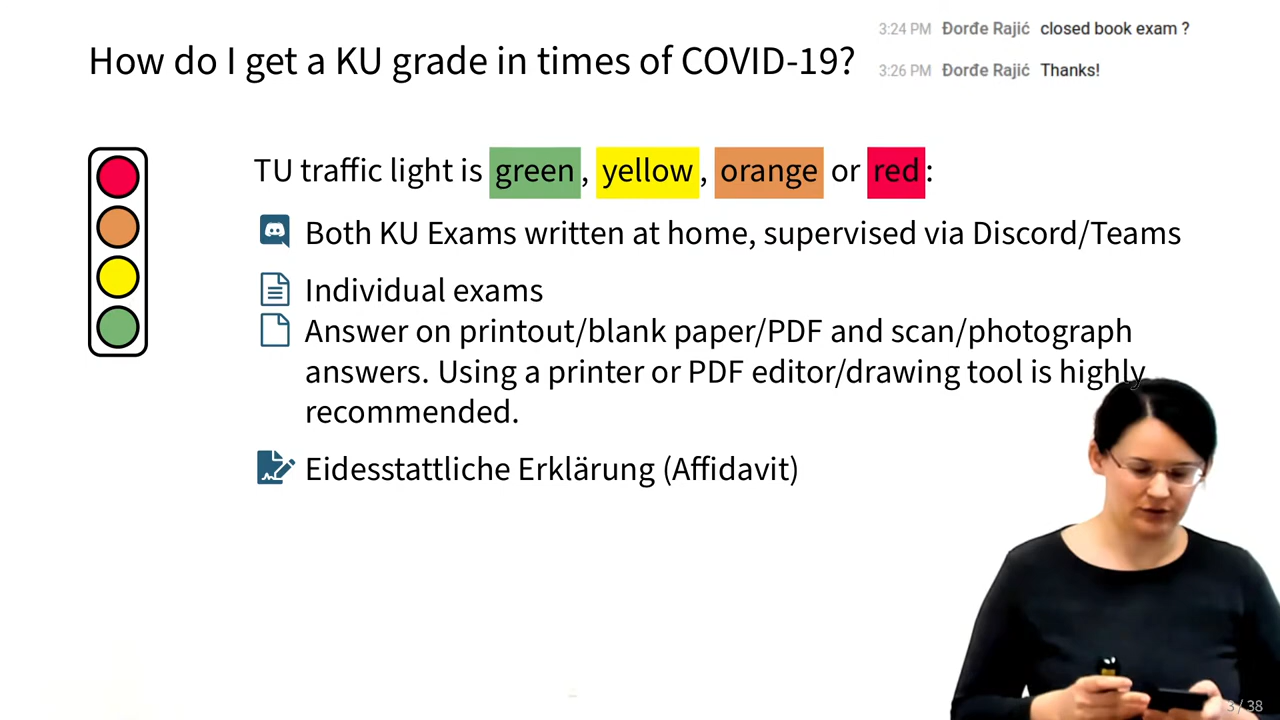 How do I get a KU grade in times of COVID-19?
3:24 PM Đorđe Rajić closed book exam ?
3:26 PM Đorđe Rajić Thanks!
TU traffic light is green, yellow, orange or red:
Both KU Exams written at home, supervised via Discord/Teams
Individual exams
Answer on printout/blank paper/PDF and scan/photograph
answers. Using a printer or PDF editor/drawing tool is highly
recommended.
Eidesstattliche Erklärung (Affidavit)
3 / 38